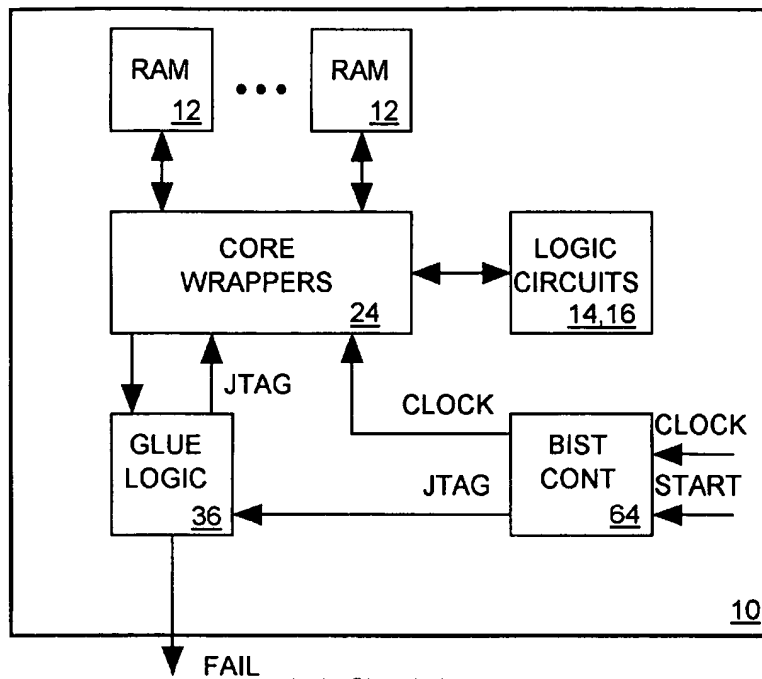 RAM
12
RAM
12
CORE
WRAPPERS
24
LOGIC
CIRCUITS
14,16
JTAG
CLOCK
GLUE
LOGIC
36
JTAG
BIST
CONT
64
CLOCK
START
10
FAIL